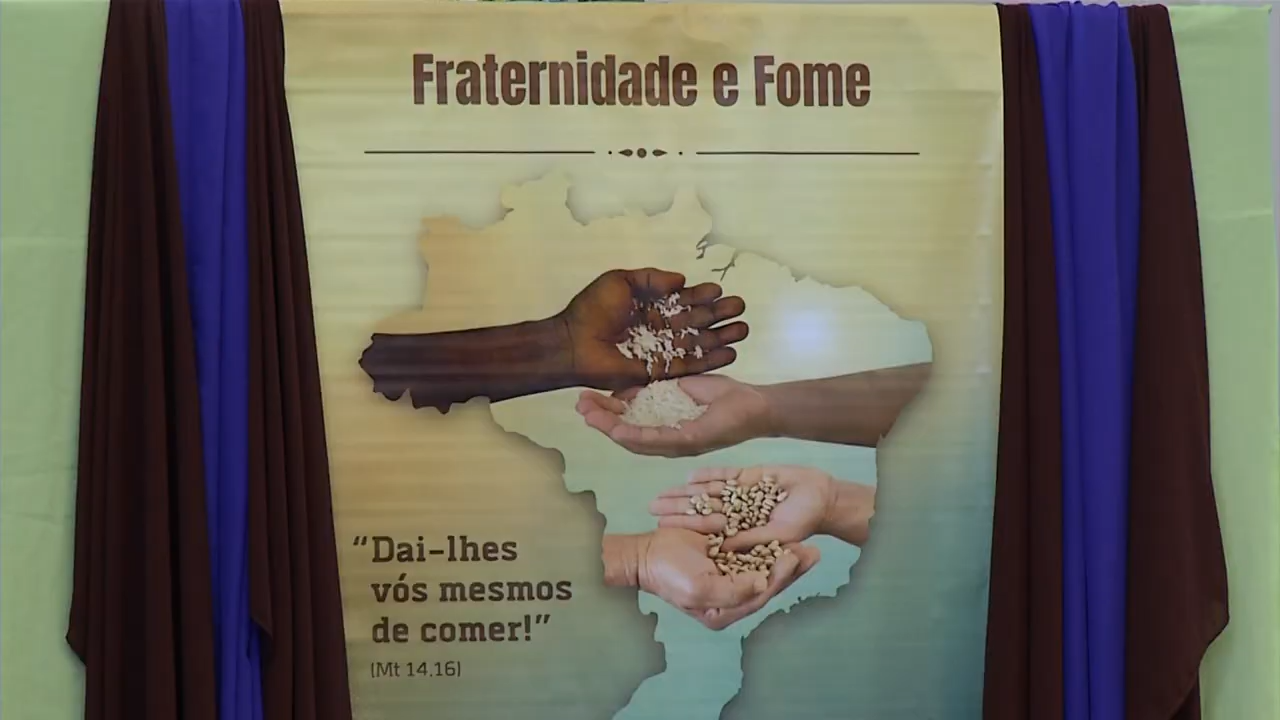 Fraternidade e Fome
“Dai-lhes
vós mesmos
de comer!”
(Mt 14,16)